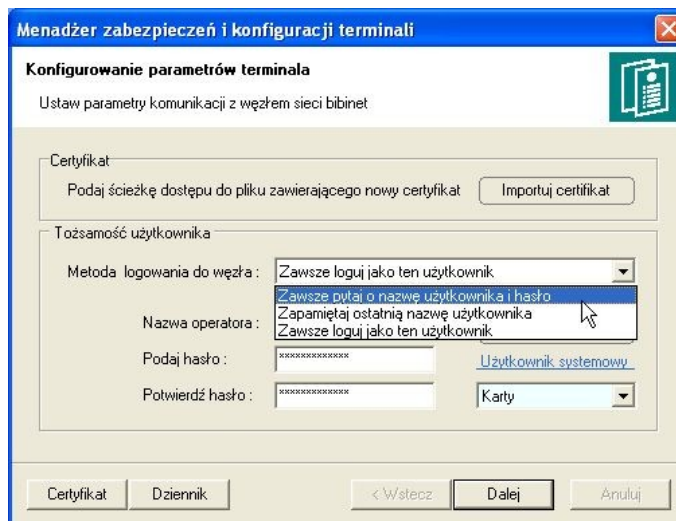 Menadżer zabezpieczeń i konfiguracji terminali
Konfigurowanie parametrów terminala
Ustaw parametry komunikacji z węzłem sieci bibinet
Certyfikat
Podaj ścieżkę dostępu do pliku zawierającego nowy certyfikat
Importuj certifikat
Tożsamość użytkownika
Metoda logowania do węzła :
Zawsze loguj jako ten użytkownik
Zawsze pytaj o nazwę użytkownika i hasło
Zapamiętaj ostatnią nazwę użytkownika
Zawsze loguj jako ten użytkownik
Nazwa operatora :
Podaj hasło :
*************
Użytkownik systemowy
Potwierdź hasło :
*************
Karty
Certyfikat
Dziennik
< Wstecz
Dalej
Anuluj